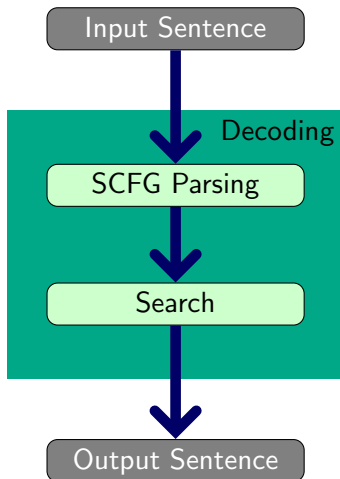 Input Sentence
Decoding
SCFG Parsing
Search
Output Sentence